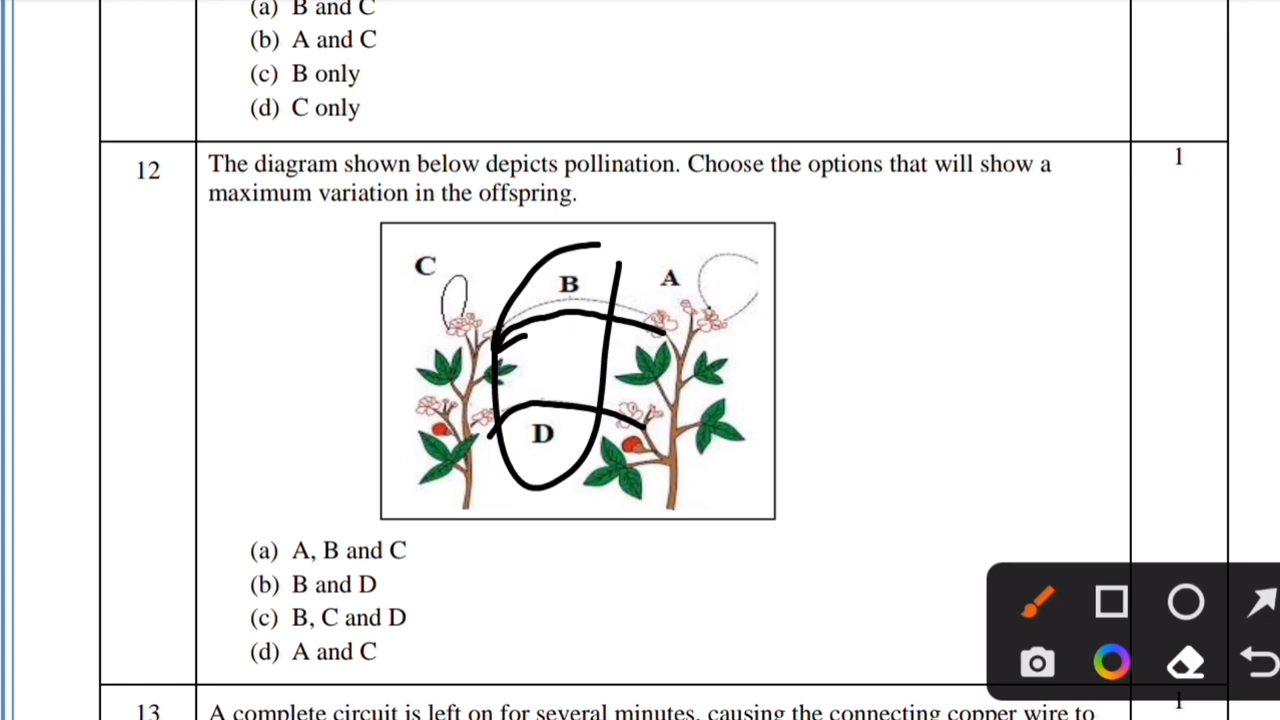 (a) B and C
(b) A and C
(c) B only
(d) C only
12
The diagram shown below depicts pollination. Choose the options that will show a
maximum variation in the offspring.
1
C
B
A
D
(a) A, B and C
(b) B and D
(c) B, C and D
(d) A and C
13
A complete circuit is left on for several minutes, causing the connecting copper wire to
1